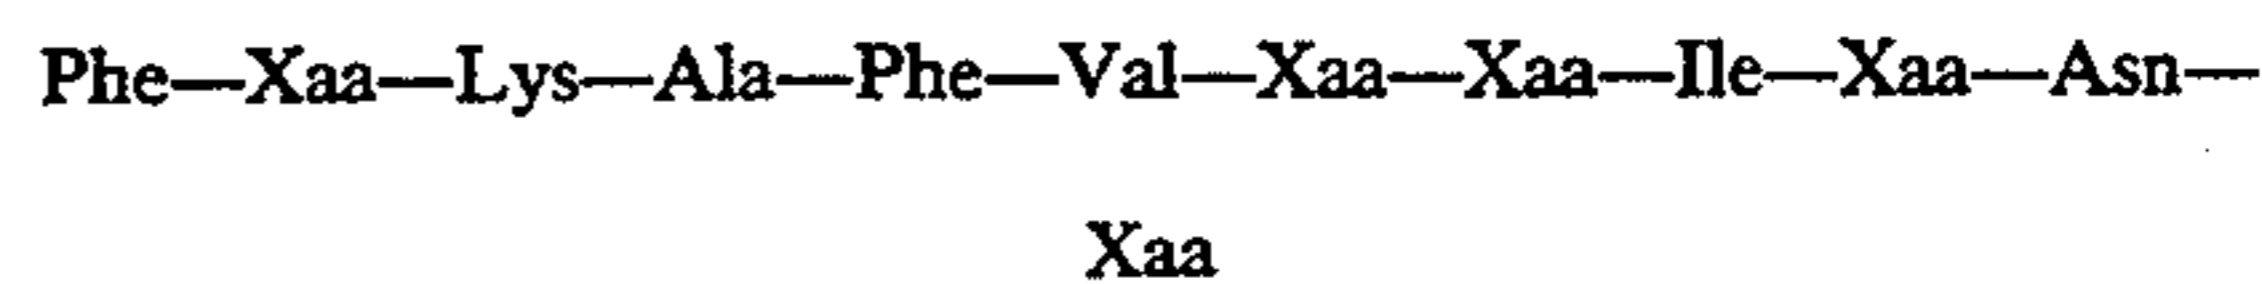 Phe—Xaa—Lys—Ala—Phe—Val—Xaa—Xaa—Ile—Xaa—Asn—
Xaa